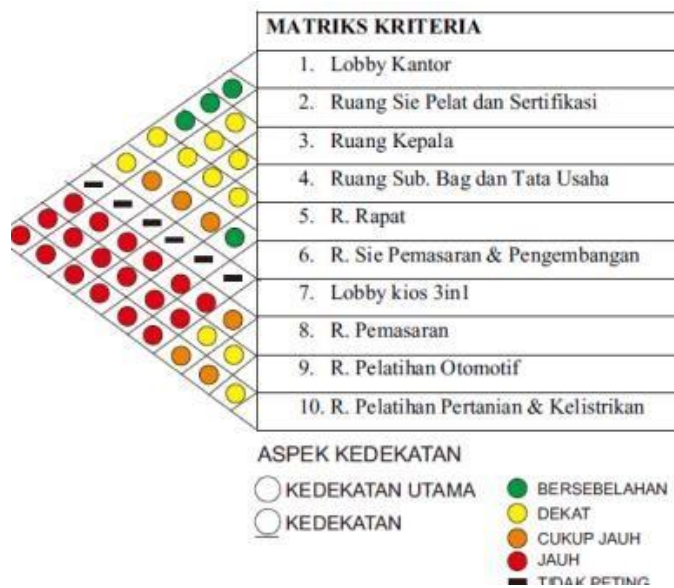 MATRIKS KRITERIA
1. Lobby Kantor
2. Ruang Sie Pelat dan Sertifikasi
3. Ruang Kepala
4. Ruang Sub. Bag dan Tata Usaha
5. R. Rapat
6. R. Sie Pemasaran & Pengembangan
7. Lobby kios 3in1
8. R. Pemasaran
9. R. Pelatihan Otomotif
10. R. Pelatihan Pertanian & Kelistrikan
ASPEK KEDEKATAN
KEDEKATAN UTAMA
KEDEKATAN
BERSEBELAHAN
DEKAT
CUKUP JAUH
JAUH
TIDAK PETING